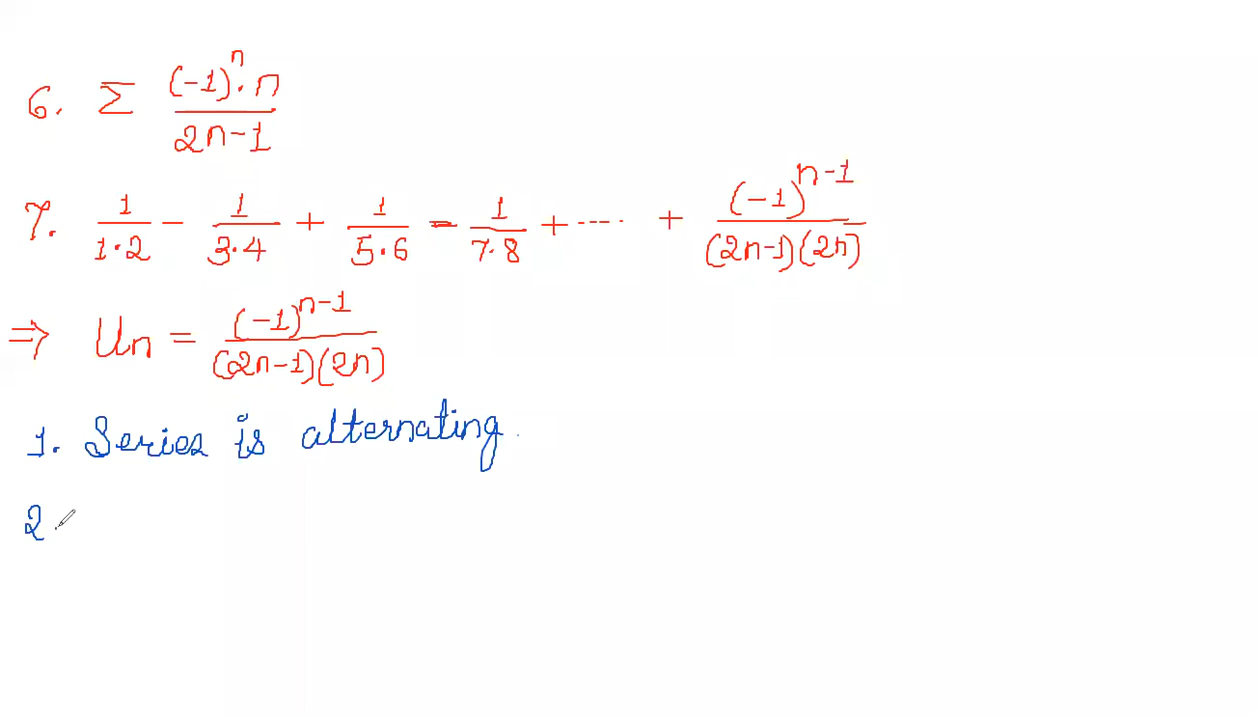 6. Σ (-1)^n · n / 2n-1
7. 1/1·2 - 1/3·4 + 1/5·6 - 1/7·8 + ..... + (-1)^(n-1) / (2n-1)(2n)
⇒ Un = (-1)^(n-1) / (2n-1)(2n)
1. Series is alternating.
2